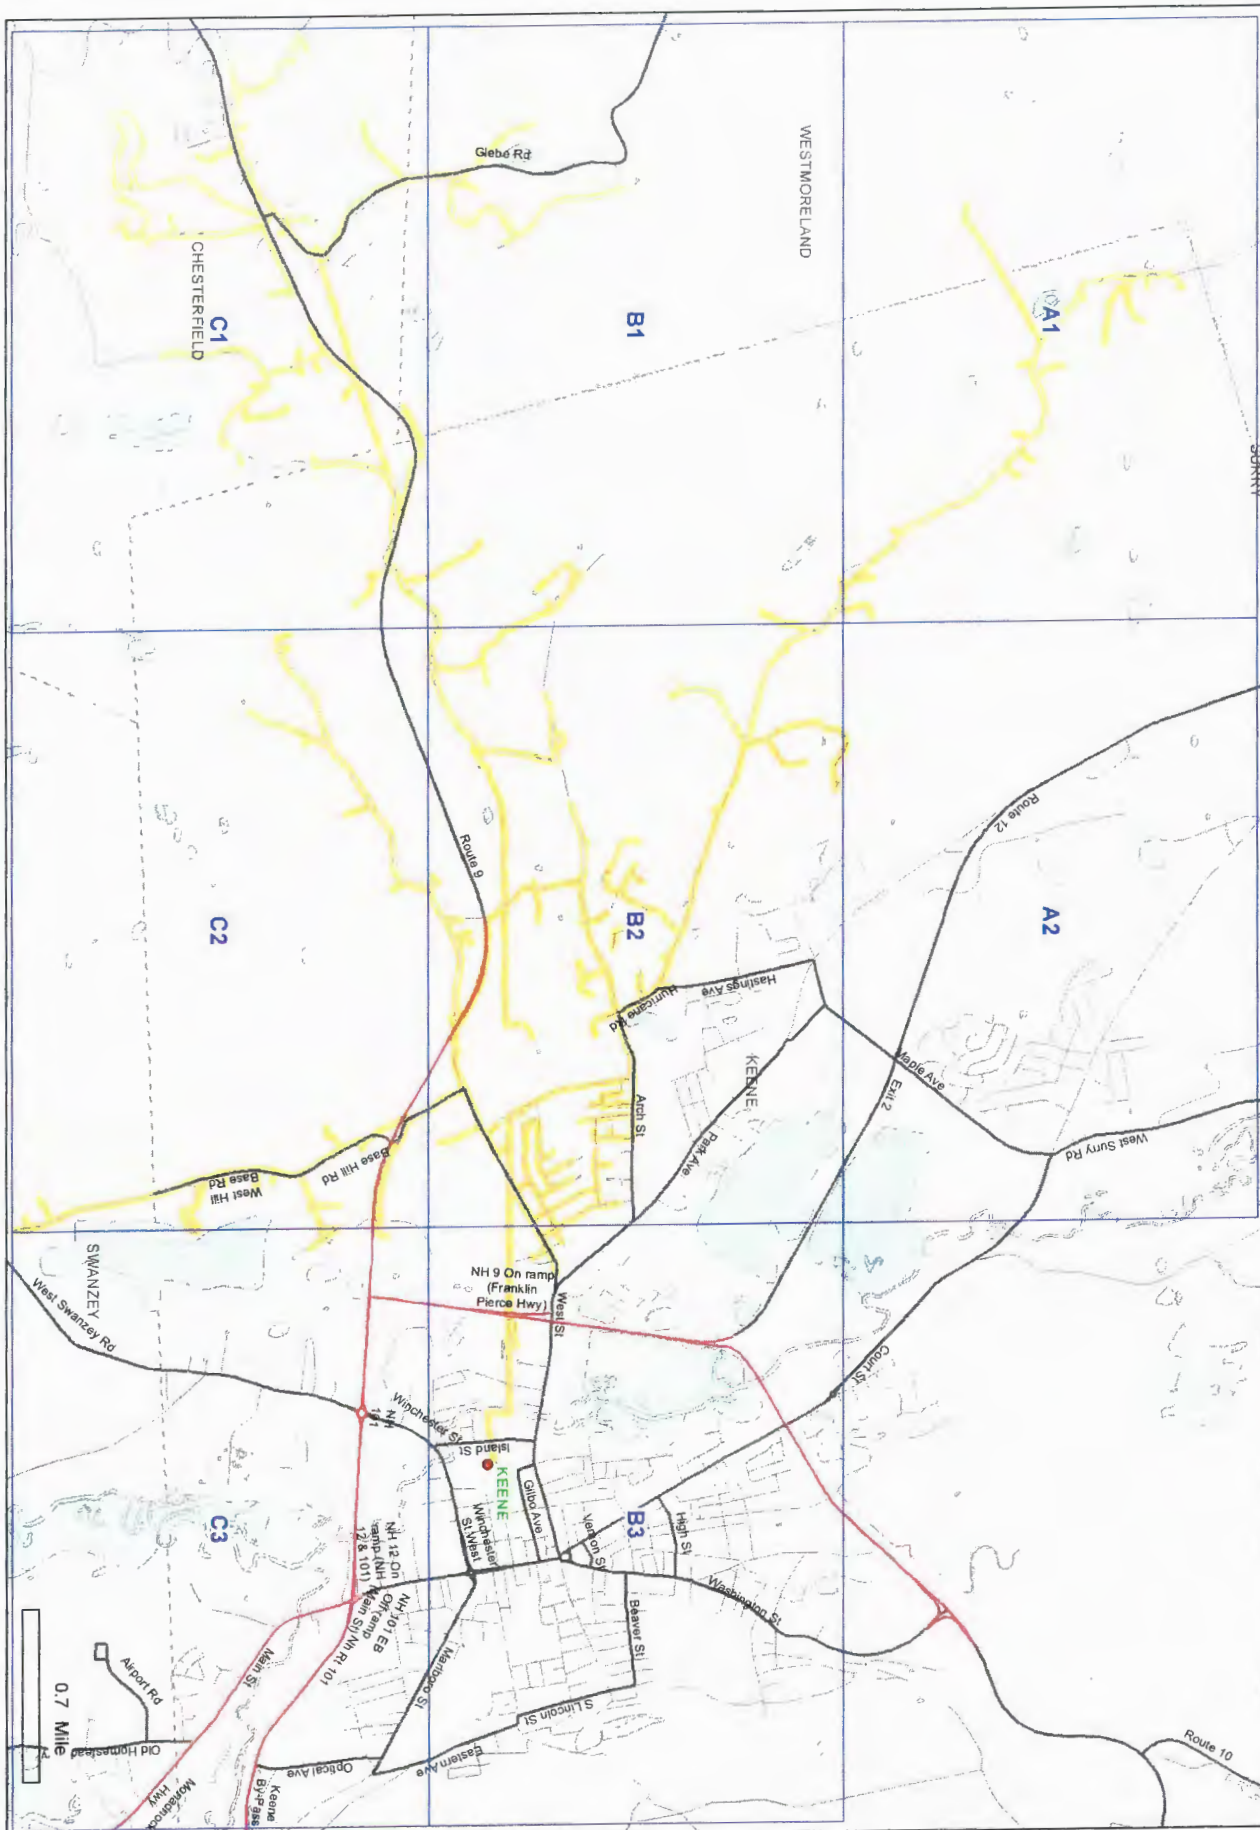 SURRY
A1
WESTMORELAND
B1
Glebe Rd
CHESTERFIELD
C1
A2
Route 12
B2
Route 9
C2
Hastings Ave
Hurricane Rd
KEENE
Maple Ave
Exit 2
West Surry Rd
Arch St
Park Ave
Base Hill Rd
West Hill
Base Rd
SWANZEY
West Swanzey Rd
NH 9 On ramp
(Franklin
Pierce Hwy)
West St
Court St
Winchester St
NH
101
Island St
KEENE
Gilbo Ave
Winchester
St West
Vernon St
High St
B3
C3
Washington St
Beaver St
NH 12-On
ramp (NH
12 & 101)
NH 101 EB
Off ramp
(Main St)
Nh Rt 101
Marlboro St
Main St
S Lincoln St
Eastern Ave
Optical Ave
Airport Rd
Old Homestead
Keene
By-Pass
Monadnock
Hwy
Route 10
0.7 Mile